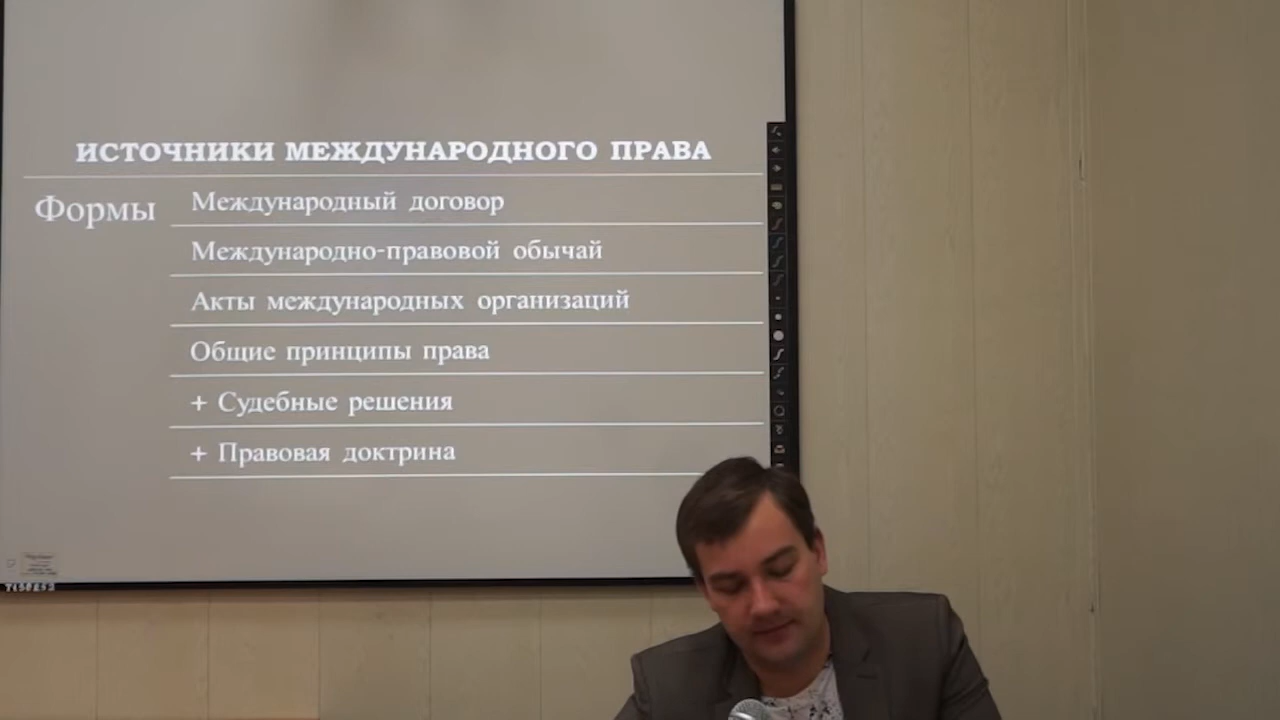 ИСТОЧНИКИ МЕЖДУНАРОДНОГО ПРАВА
Формы
Международный договор
Международно-правовой обычай
Акты международных организаций
Общие принципы права
+ Судебные решения
+ Правовая доктрина